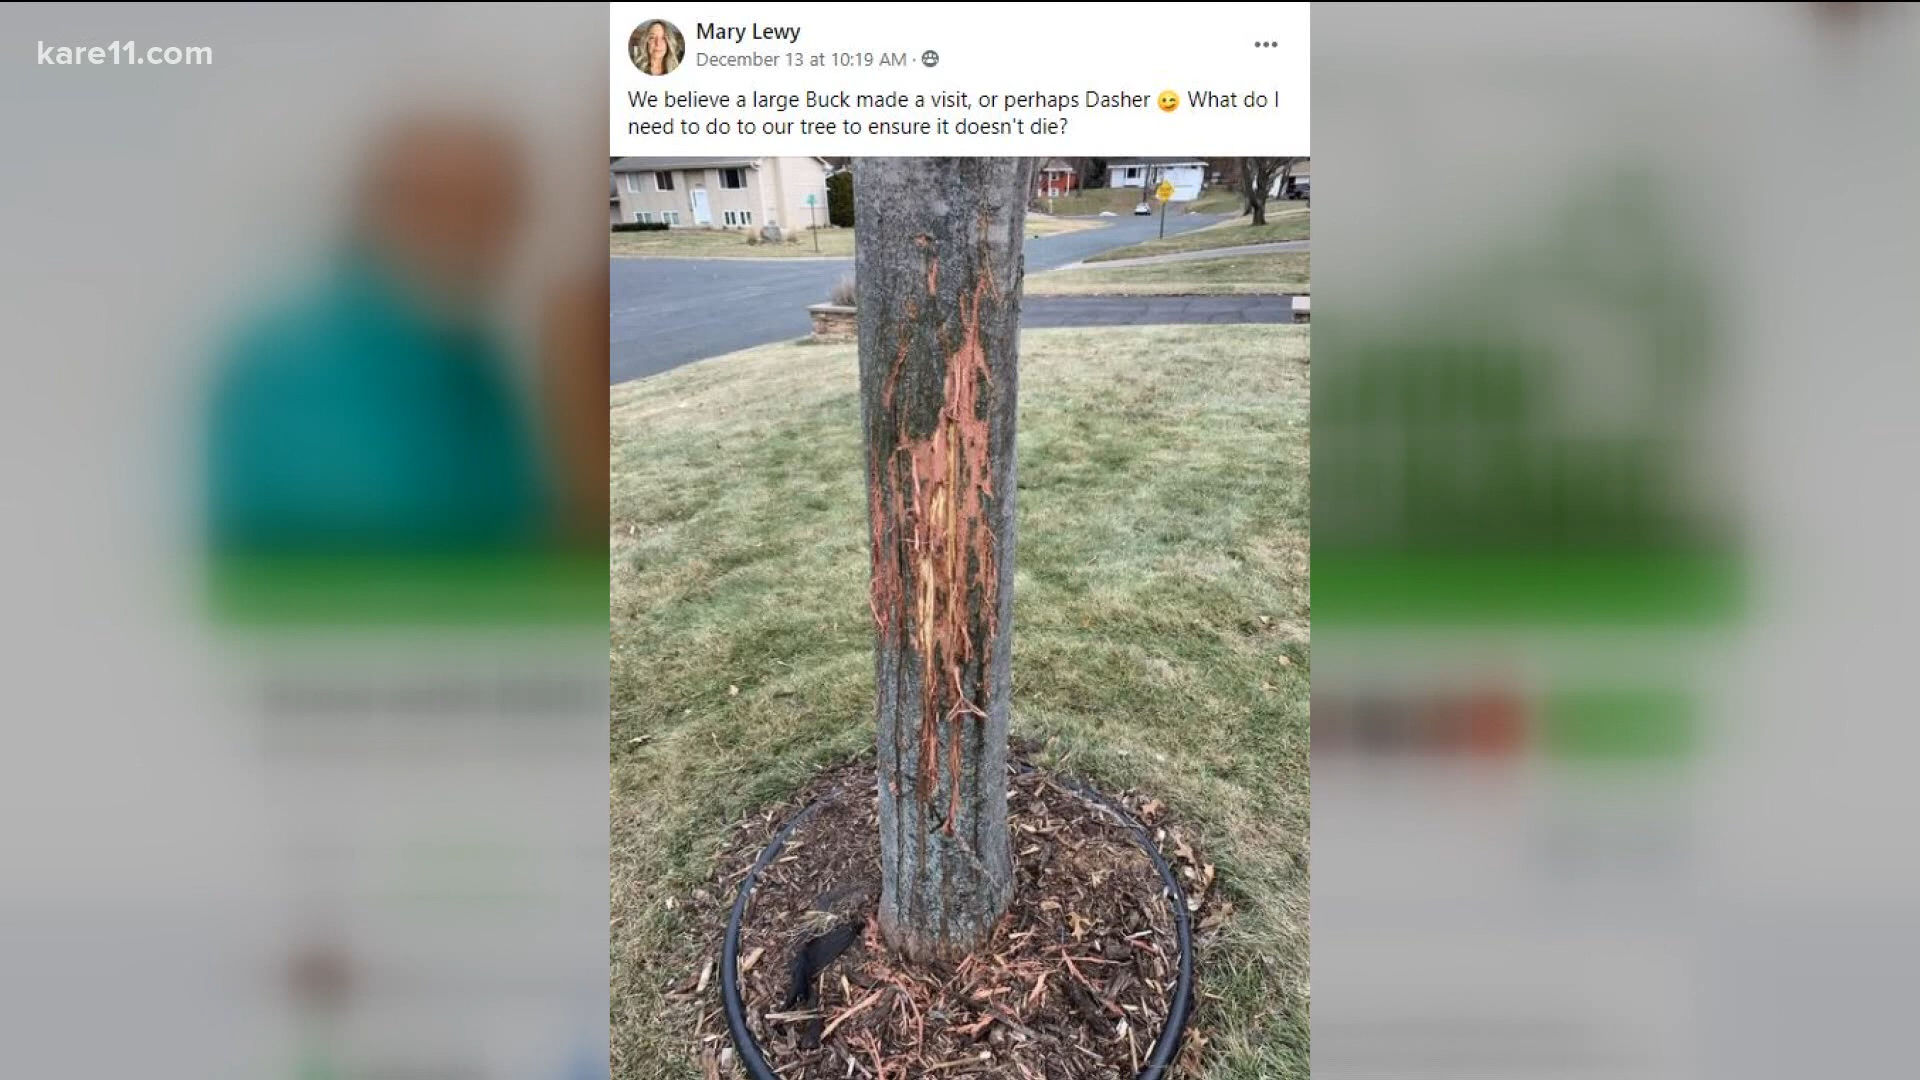 kare11.com
Mary Lewy
December 13 at 10:19 AM ·
We believe a large Buck made a visit, or perhaps Dasher 😉 What do I
need to do to our tree to ensure it doesn't die?